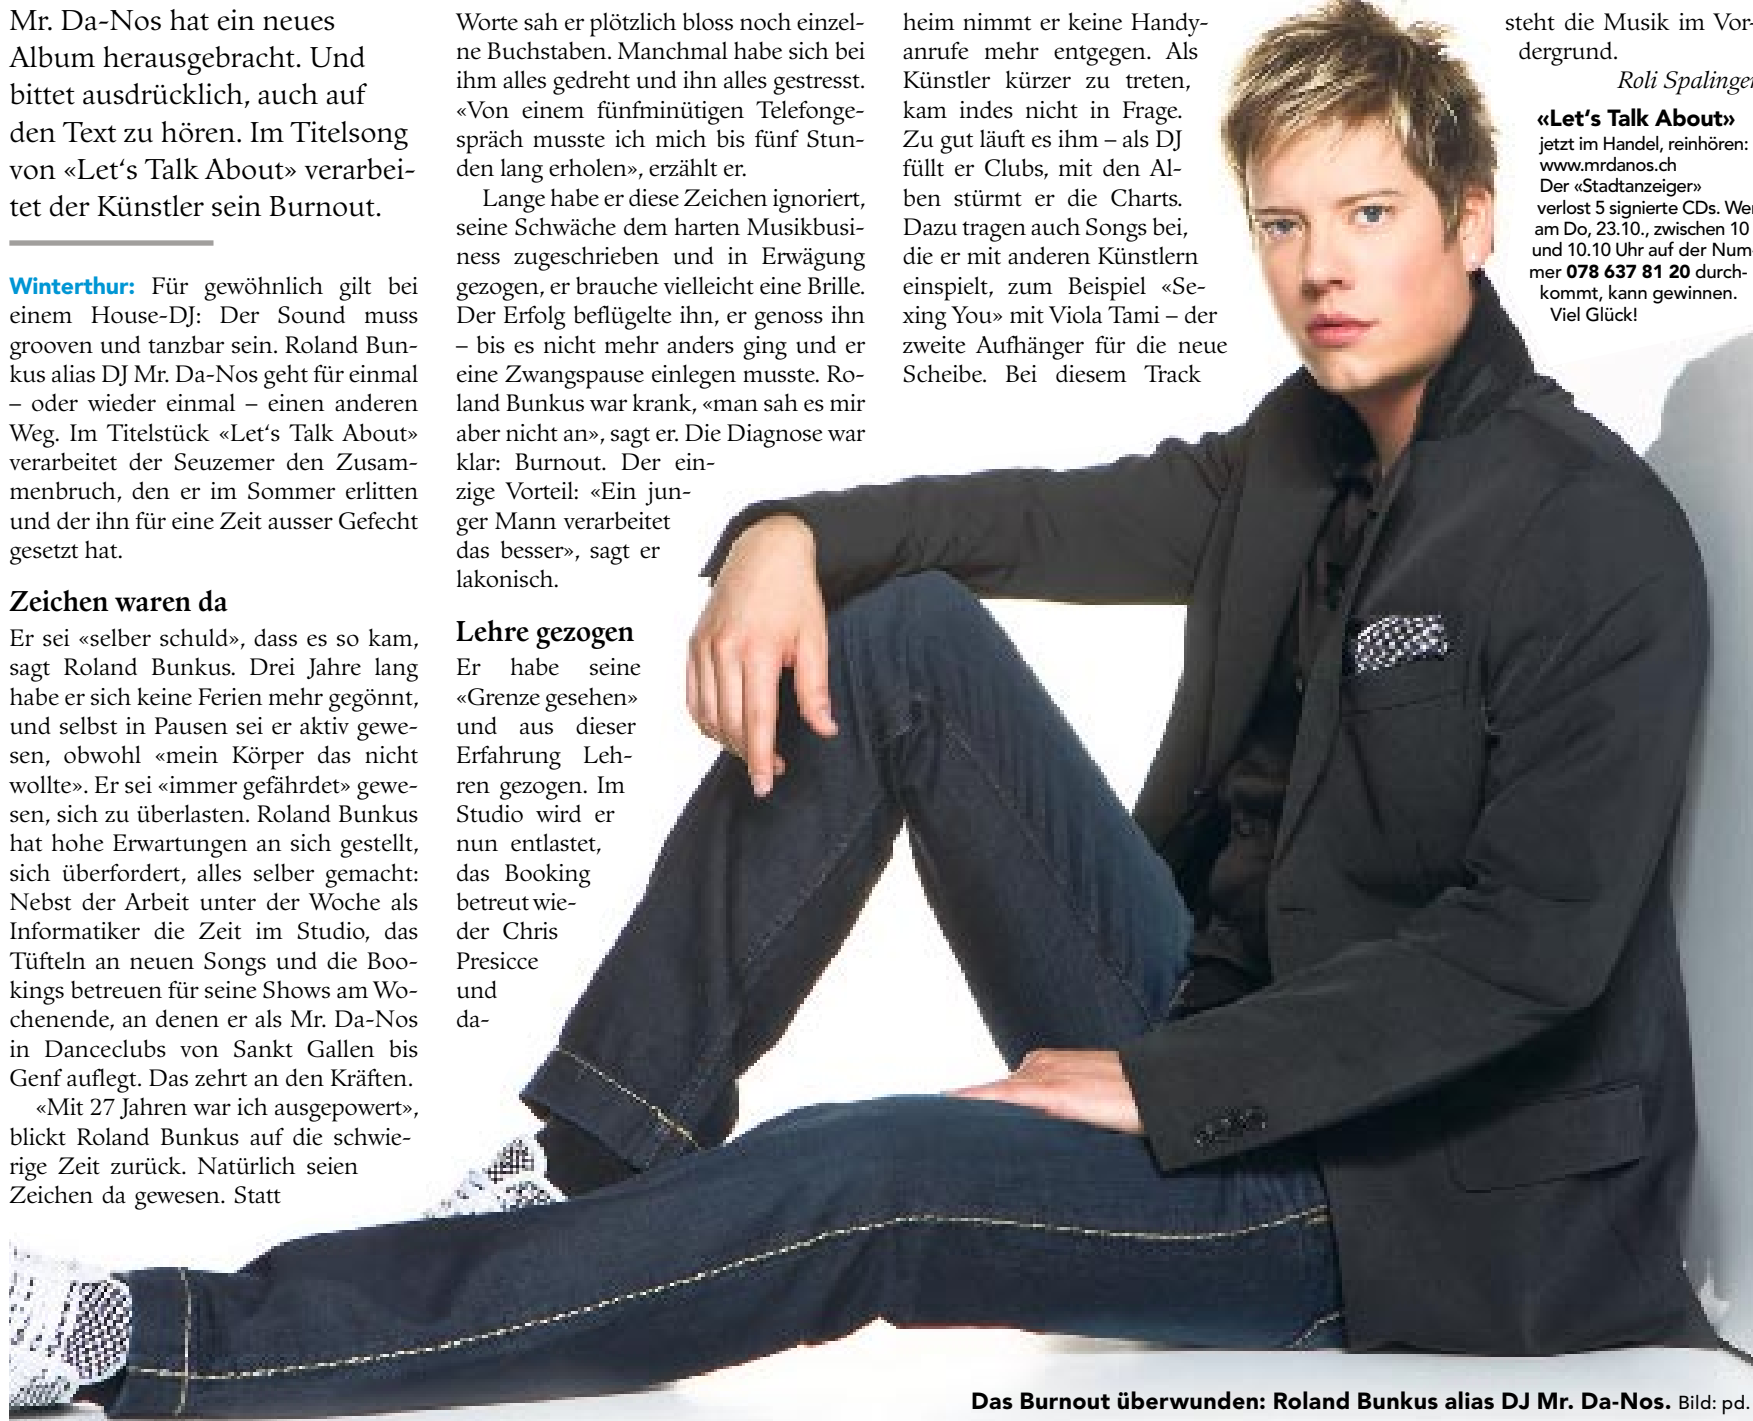 Mr. Da-Nos hat ein neues
Album herausgebracht. Und
bittet ausdrücklich, auch auf
den Text zu hören. Im Titelsong
von «Let‘s Talk About» verarbei-
tet der Künstler sein Burnout.
Winterthur: Für gewöhnlich gilt bei
einem House-DJ: Der Sound muss
grooven und tanzbar sein. Roland Bun-
kus alias DJ Mr. Da-Nos geht für einmal
– oder wieder einmal – einen anderen
Weg. Im Titelstück «Let‘s Talk About»
verarbeitet der Seuzemer den Zusam-
menbruch, den er im Sommer erlitten
und der ihn für eine Zeit ausser Gefecht
gesetzt hat.
Zeichen waren da
Er sei «selber schuld», dass es so kam,
sagt Roland Bunkus. Drei Jahre lang
habe er sich keine Ferien mehr gegönnt,
und selbst in Pausen sei er aktiv gewe-
sen, obwohl «mein Körper das nicht
wollte». Er sei «immer gefährdet» gewe-
sen, sich zu überlasten. Roland Bunkus
hat hohe Erwartungen an sich gestellt,
sich überfordert, alles selber gemacht:
Nebst der Arbeit unter der Woche als
Informatiker die Zeit im Studio, das
Tüfteln an neuen Songs und die Boo-
kings betreuen für seine Shows am Wo-
chenende, an denen er als Mr. Da-Nos
in Danceclubs von Sankt Gallen bis
Genf auflegt. Das zehrt an den Kräften.
«Mit 27 Jahren war ich ausgepowert»,
blickt Roland Bunkus auf die schwie-
rige Zeit zurück. Natürlich seien
Zeichen da gewesen. Statt
Worte sah er plötzlich bloss noch einzel-
ne Buchstaben. Manchmal habe sich bei
ihm alles gedreht und ihn alles gestresst.
«Von einem fünfminütigen Telefonge-
spräch musste ich mich bis fünf Stun-
den lang erholen», erzählt er.
Lange habe er diese Zeichen ignoriert,
seine Schwäche dem harten Musikbusi-
ness zugeschrieben und in Erwägung
gezogen, er brauche vielleicht eine Brille.
Der Erfolg beflügelte ihn, er genoss ihn
– bis es nicht mehr anders ging und er
eine Zwangspause einlegen musste. Ro-
land Bunkus war krank, «man sah es mir
aber nicht an», sagt er. Die Diagnose war
klar: Burnout. Der ein-
zige Vorteil: «Ein jun-
ger Mann verarbeitet
das besser», sagt er
lakonisch.
Lehre gezogen
Er habe seine
«Grenze gesehen»
und aus dieser
Erfahrung Leh-
ren gezogen. Im
Studio wird er
nun entlastet,
das Booking
betreut wie-
der Chris
Presicce
und
da-
heim nimmt er keine Handy-
anrufe mehr entgegen. Als
Künstler kürzer zu treten,
kam indes nicht in Frage.
Zu gut läuft es ihm – als DJ
füllt er Clubs, mit den Al-
ben stürmt er die Charts.
Dazu tragen auch Songs bei,
die er mit anderen Künstlern
einspielt, zum Beispiel «Se-
xing You» mit Viola Tami – der
zweite Aufhänger für die neue
Scheibe. Bei diesem Track
steht die Musik im Vor-
dergrund.
Roli Spalinger
«Let‘s Talk About»
jetzt im Handel, reinhören:
www.mrdanos.ch
Der «Stadtanzeiger»
verlost 5 signierte CDs. Wer
am Do, 23.10., zwischen 10
und 10.10 Uhr auf der Num-
mer 078 637 81 20 durch-
kommt, kann gewinnen.
Viel Glück!
Das Burnout überwunden: Roland Bunkus alias DJ Mr. Da-Nos. Bild: pd.